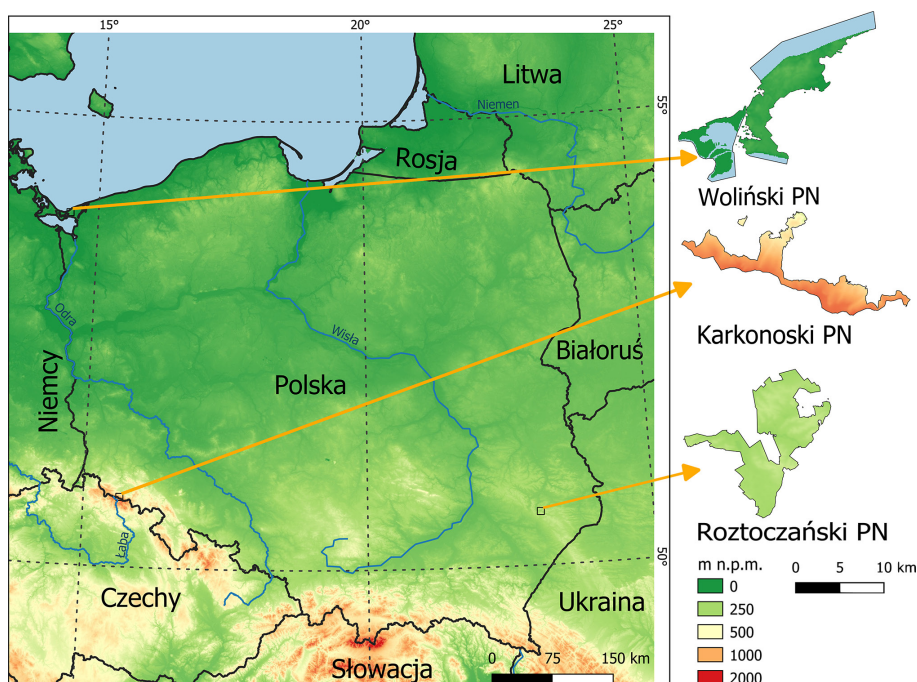 15°
20°
25°
Litwa
Niemen
55°
Rosja
Woliński PN
Odra
Wisła
Karkonoski PN
Białoruś
Niemcy
Polska
Roztoczański PN
Łaba
50°
m n.p.m.
0
250
500
1000
2000
0 5 10 km
Czechy
Ukraina
Słowacja
0 75 150 km